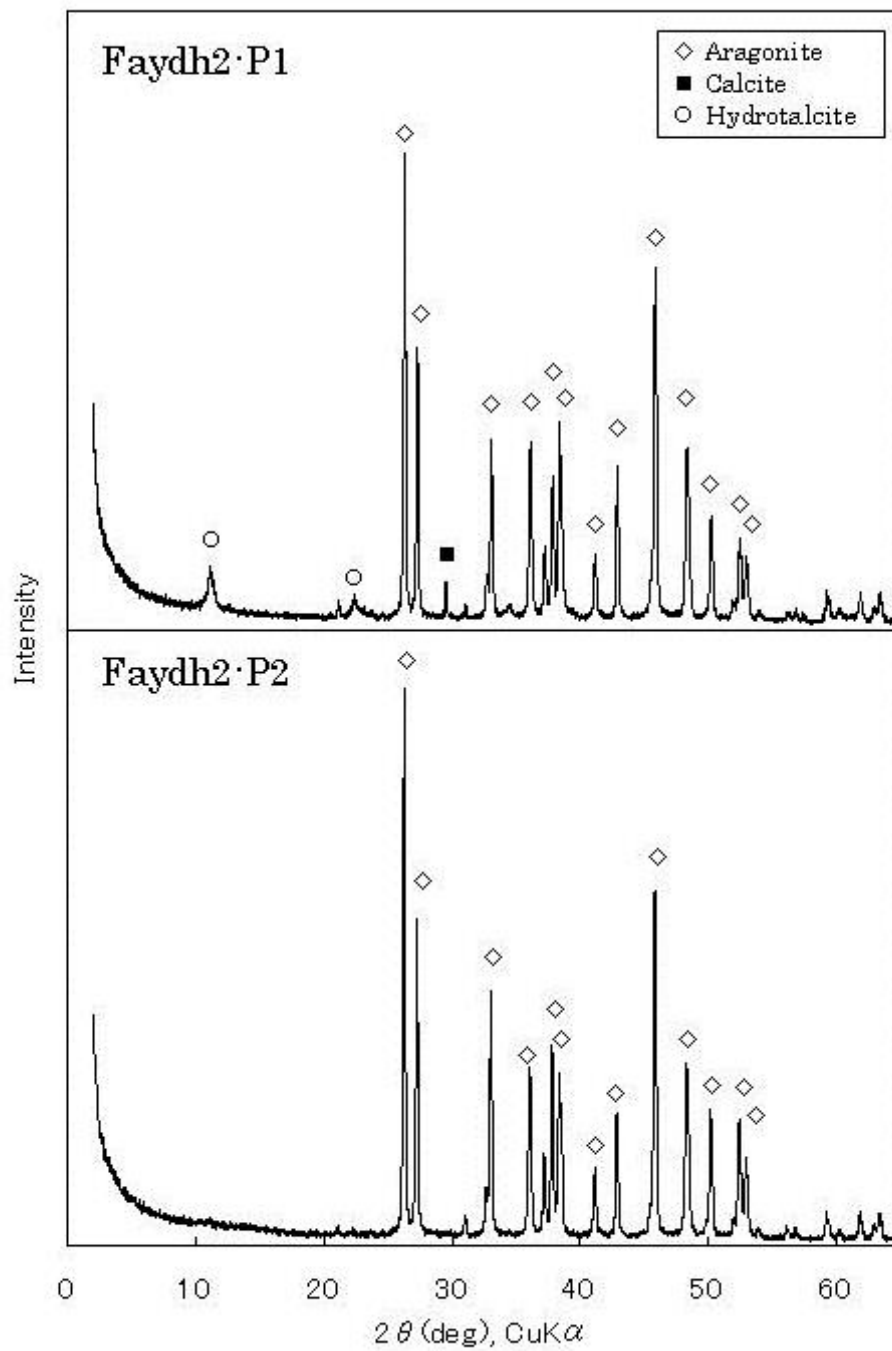 Faydh2·P1
◇ Aragonite
■ Calcite
○ Hydrotalcite
Intensity
Faydh2·P2
0 10 20 30 40 50 60
2θ(deg), CuKα